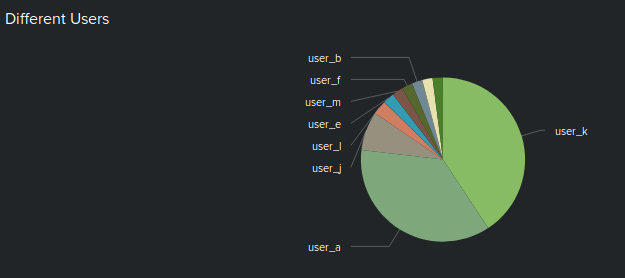 Different Users
user_b
user_f
user_m
user_k
user_e
user_l
user_j
user_a